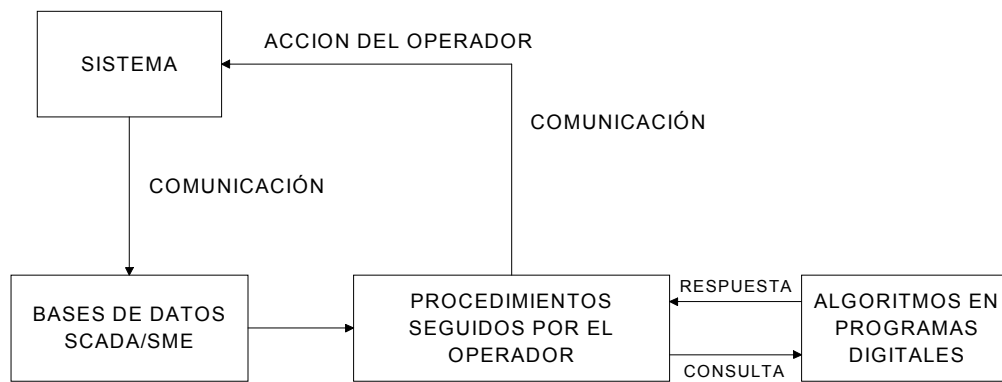 ACCION DEL OPERADOR
SISTEMA
COMUNICACIÓN
COMUNICACIÓN
BASES DE DATOS
SCADA/SME
PROCEDIMIENTOS
SEGUIDOS POR EL
OPERADOR
RESPUESTA
CONSULTA
ALGORITMOS EN
PROGRAMAS
DIGITALES